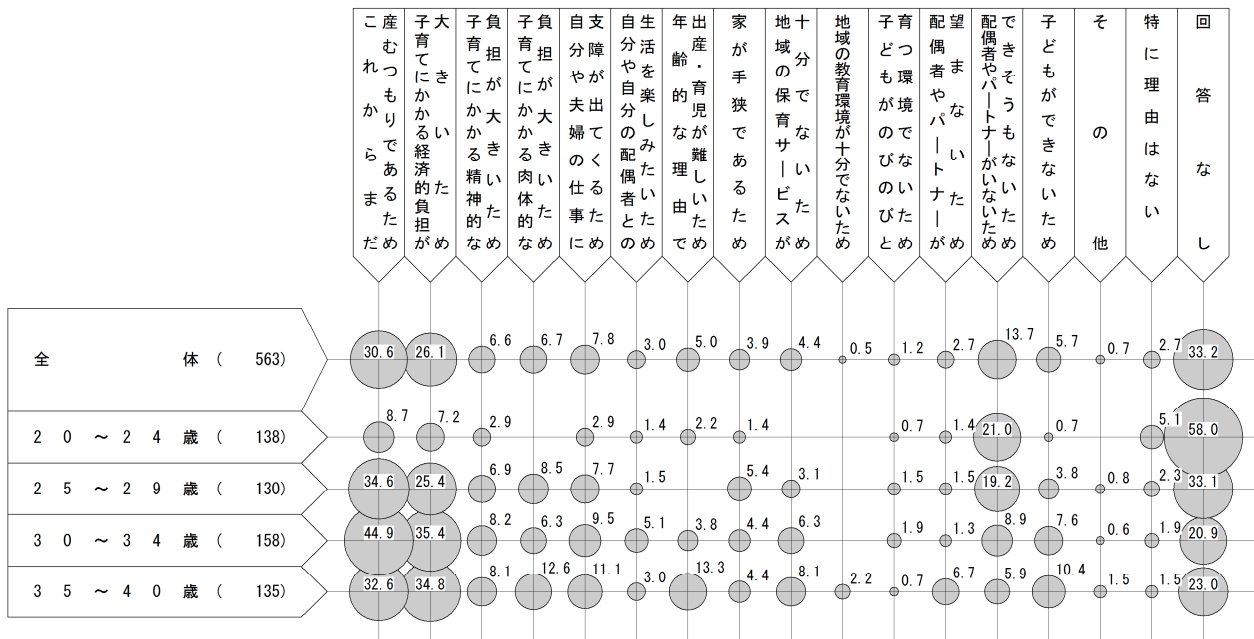 これからまだ
産むつもりであるため
子育てにかかる経済的負担が
大きいため
子育てにかかる精神的な
負担が大きいため
子育てにかかる肉体的な
負担が大きいため
自分や夫婦の仕事に
支障が出てくるため
自分や自分の配偶者との
生活を楽しみたいため
年齢的な理由で
出産・育児が難しいため
家が手狭であるため
地域の保育サービスが
十分でないため
地域の教育環境が十分でないため
子どもがのびのびと
育つ環境でないため
配偶者やパートナーが
望まないため
配偶者やパートナーがいないため
できそうもないため
子どもができないため
その他
特に理由はない
回答なし
全体(563) 30.6 26.1 6.6 6.7 7.8 3.0 5.0 3.9 4.4 0.5 1.2 2.7 13.7 5.7 0.7 2.7 33.2
20～24歳(138) 8.7 7.2 2.9 2.9 1.4 2.2 1.4 0.7 1.4 21.0 0.7 5.1 58.0
25～29歳(130) 34.6 25.4 6.9 8.5 7.7 1.5 5.4 3.1 1.5 1.5 19.2 3.8 0.8 2.3 33.1
30～34歳(158) 44.9 35.4 8.2 6.3 9.5 5.1 3.8 4.4 6.3 1.9 1.3 8.9 7.6 0.6 1.9 20.9
35～40歳(135) 32.6 34.8 8.1 12.6 11.1 3.0 13.3 4.4 8.1 2.2 0.7 6.7 5.9 10.4 1.5 1.5 23.0